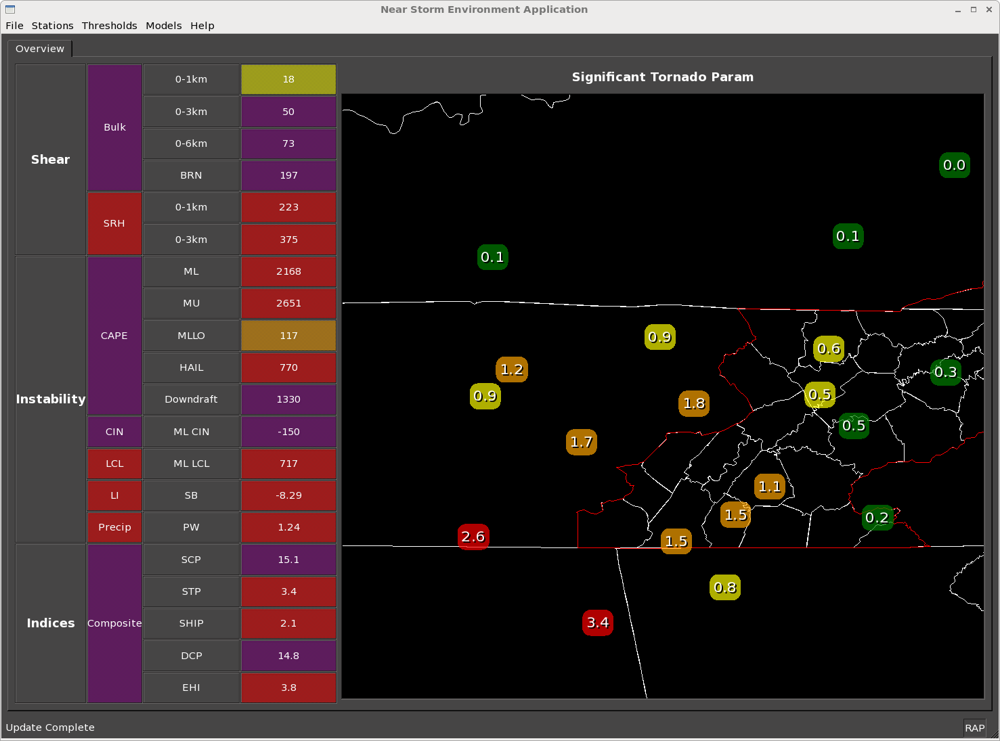 Near Storm Environment Application
File Stations Thresholds Models Help
Overview
Significant Tornado Param
Shear
Bulk
0-1km 18
0-3km 50
0-6km 73
BRN 197
SRH
0-1km 223
0-3km 375
Instability
CAPE
ML 2168
MU 2651
MLLO 117
HAIL 770
Downdraft 1330
CIN ML CIN -150
LCL ML LCL 717
LI SB -8.29
Precip PW 1.24
Indices
Composite
SCP 15.1
STP 3.4
SHIP 2.1
DCP 14.8
EHI 3.8
0.0
0.1
0.1
0.9
0.6
1.2
0.3
0.9
0.5
1.8
0.5
1.7
1.1
1.5
0.2
2.6
1.5
0.8
3.4
Update Complete
RAP